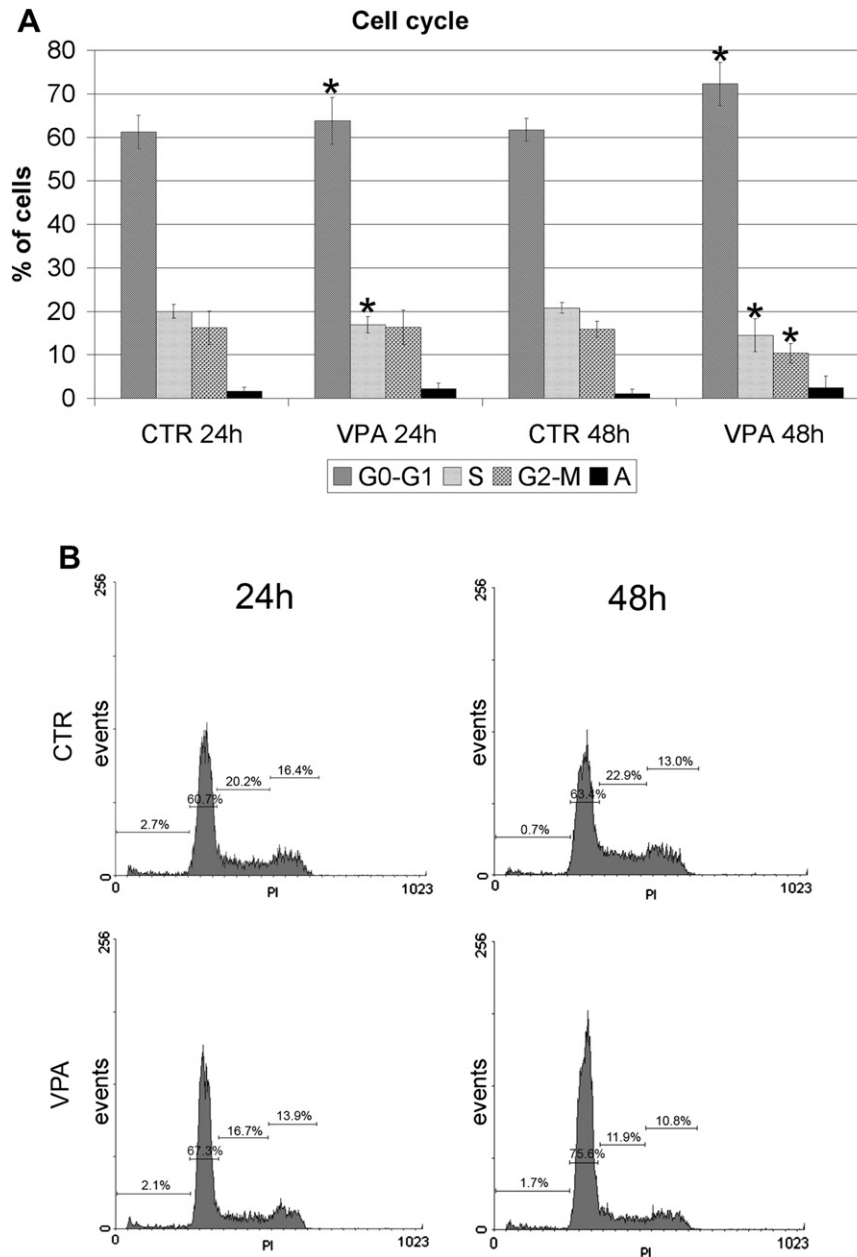 A
Cell cycle
% of cells
80
70
60
50
40
30
20
10
0
*
*
*
*
*
CTR 24h VPA 24h CTR 48h VPA 48h
G0-G1 S G2-M A
B
24h 48h
CTR
256
events
0
2.7%
60.7%
20.2%
16.4%
0 PI 1023
256
events
0
0.7%
63.4%
22.9%
13.0%
0 PI 1023
VPA
256
events
0
2.1%
67.3%
16.7%
13.9%
0 PI 1023
256
events
0
1.7%
75.6%
11.9%
10.8%
0 PI 1023